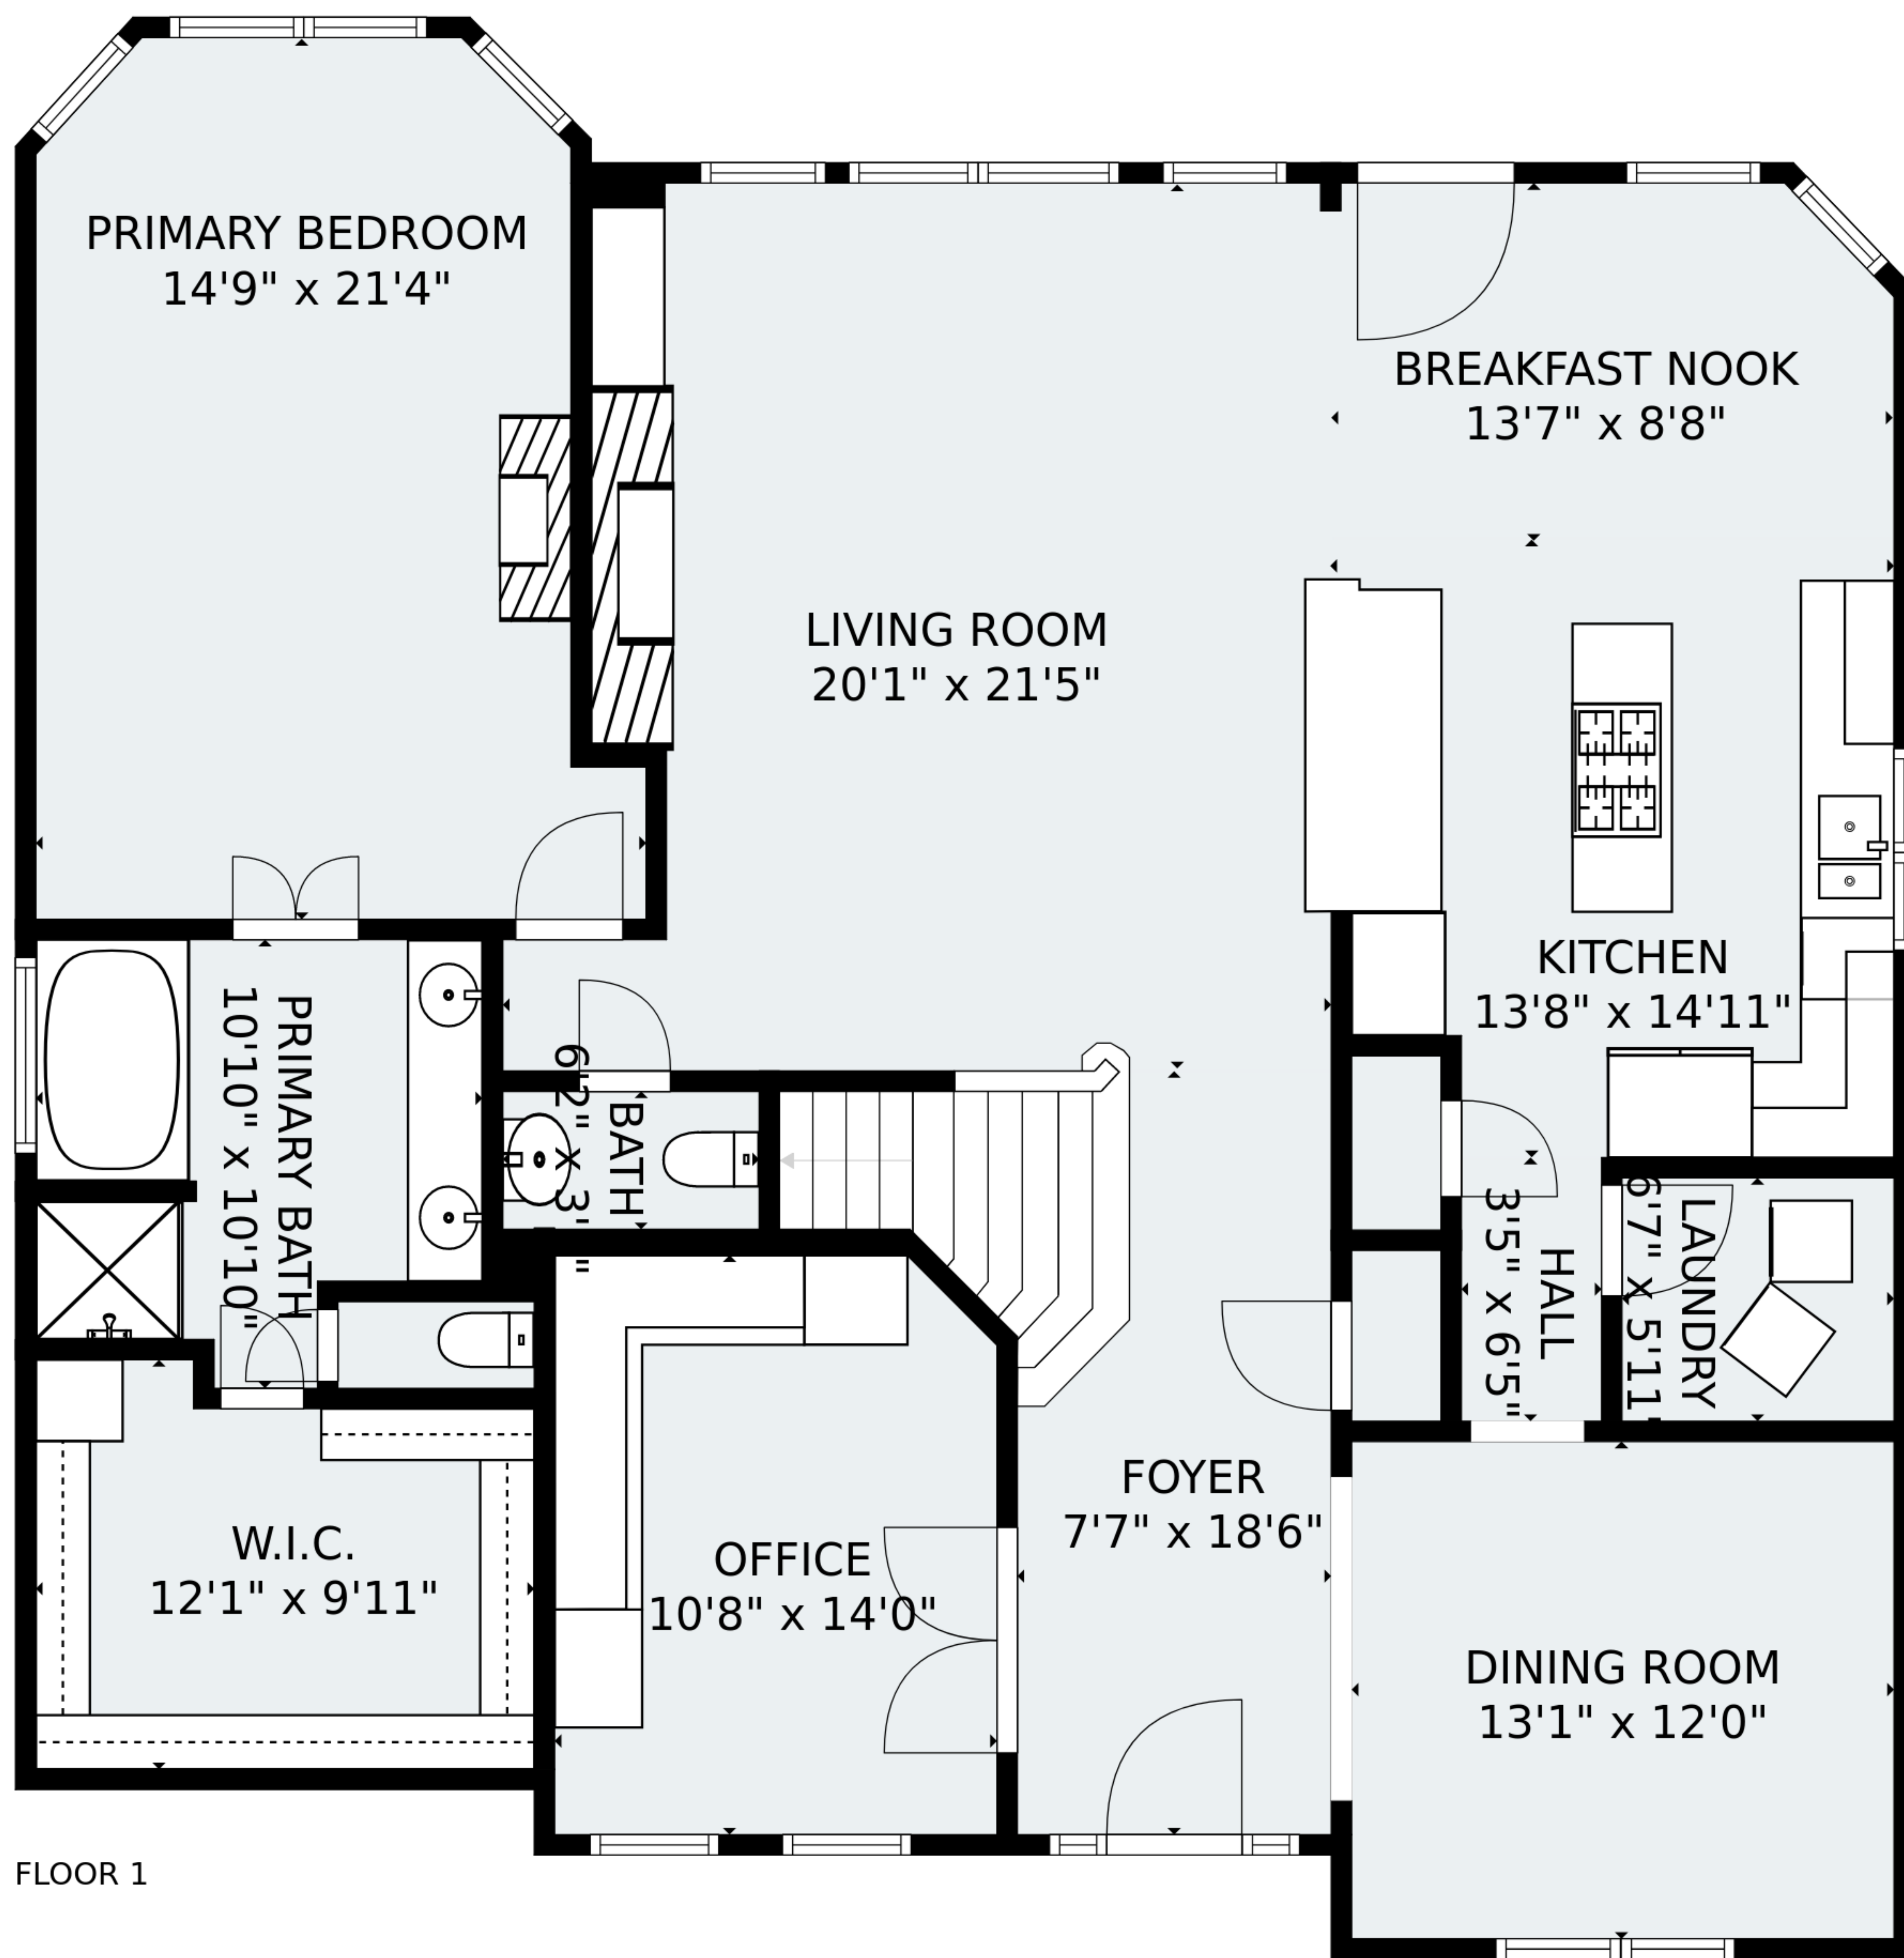 PRIMARY BEDROOM
14'9" x 21'4"
BREAKFAST NOOK
13'7" x 8'8"
LIVING ROOM
20'1" x 21'5"
KITCHEN
13'8" x 14'11"
PRIMARY BATH
10'10" x 10'10"
BATH
6'2" x 3'
HALL
3'5" x 6'5"
LAUNDRY
6'7" x 5'11"
FOYER
7'7" x 18'6"
W.I.C.
12'1" x 9'11"
OFFICE
10'8" x 14'0"
DINING ROOM
13'1" x 12'0"
FLOOR 1